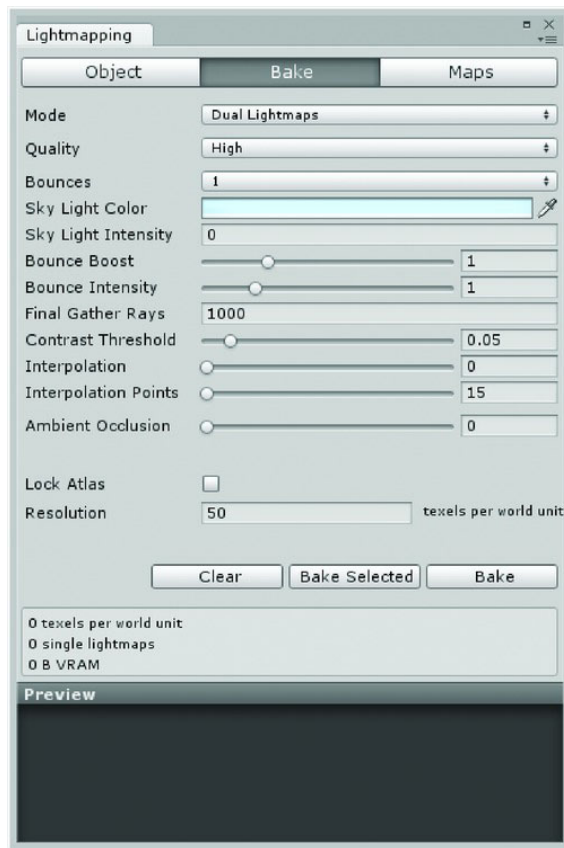 Lightmapping
Object Bake Maps
Mode Dual Lightmaps
Quality High
Bounces 1
Sky Light Color
Sky Light Intensity 0
Bounce Boost 1
Bounce Intensity 1
Final Gather Rays 1000
Contrast Threshold 0.05
Interpolation 0
Interpolation Points 15
Ambient Occlusion 0
Lock Atlas
Resolution 50 texels per world unit
Clear Bake Selected Bake
0 texels per world unit
0 single lightmaps
0 B VRAM
Preview